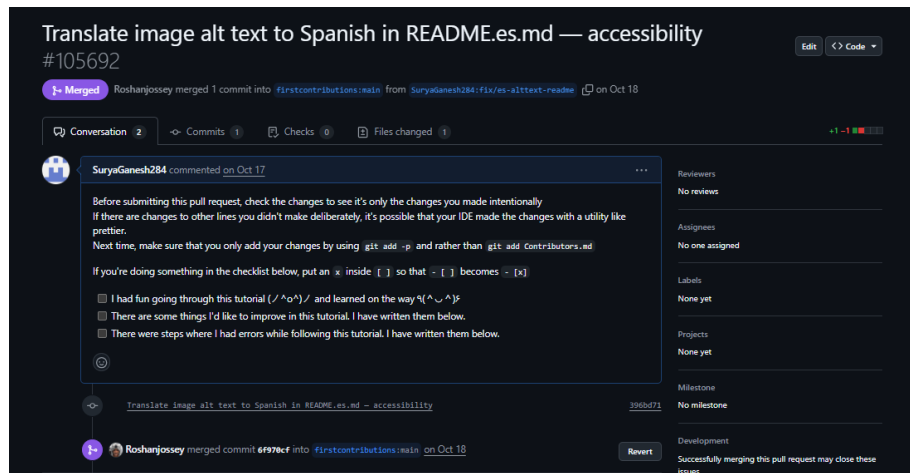 Translate image alt text to Spanish in README.es.md — accessibility
#105692
Edit
<> Code
Merged
Roshanjossey merged 1 commit into firstcontributions:main from SuryaGanesh284:fix/es-alttext-readme on Oct 18
Conversation 2
Commits 1
Checks 0
Files changed 1
+1 −1
SuryaGanesh284 commented on Oct 17
...
Before submitting this pull request, check the changes to see it's only the changes you made intentionally
If there are changes to other lines you didn't make deliberately, it's possible that your IDE made the changes with a utility like
prettier.
Next time, make sure that you only add your changes by using git add -p and rather than git add Contributors.md
If you're doing something in the checklist below, put an x inside [ ] so that - [ ] becomes - [x]
I had fun going through this tutorial (ノ^o^)ノ and learned on the way ٩(^ᴗ^)۶
There are some things I'd like to improve in this tutorial. I have written them below.
There were steps where I had errors while following this tutorial. I have written them below.
Translate image alt text to Spanish in README.es.md — accessibility
396bd71
Roshanjossey merged commit 6f970cf into firstcontributions:main on Oct 18
Revert
Reviewers
No reviews
Assignees
No one assigned
Labels
None yet
Projects
None yet
Milestone
No milestone
Development
Successfully merging this pull request may close these
issues.